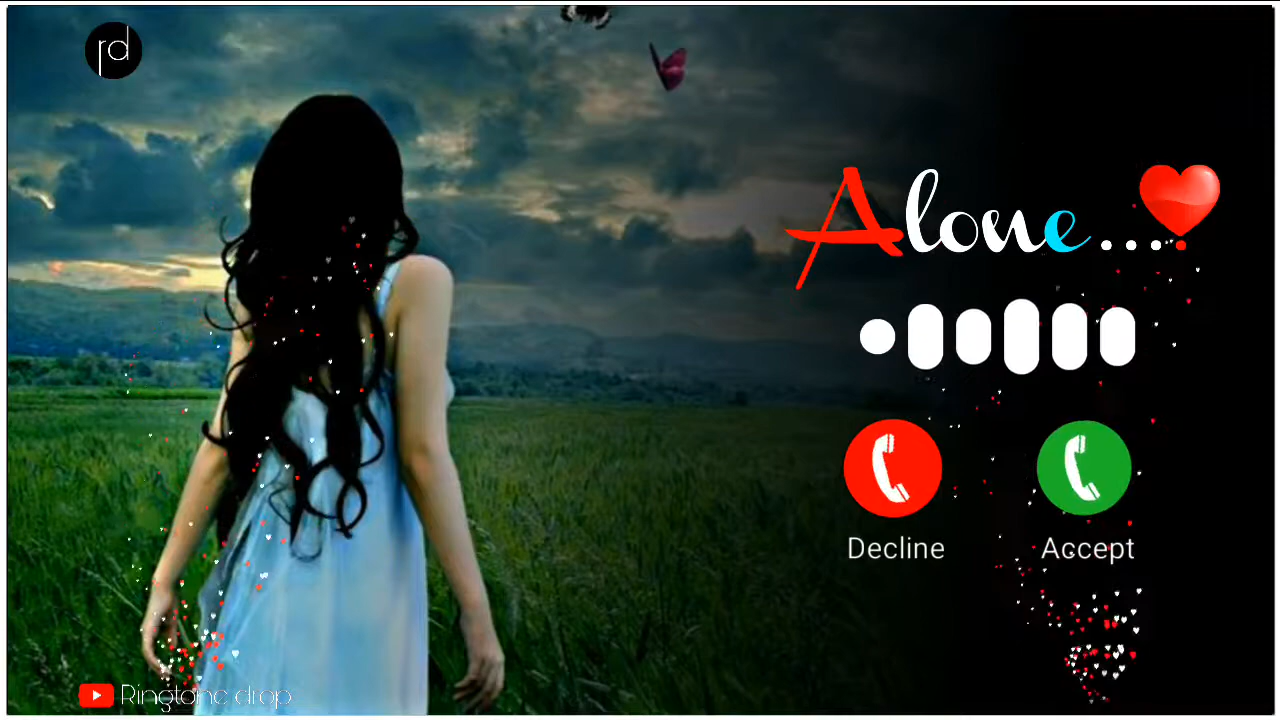 rd
Alone....
Decline
Accept
Ringtone drop